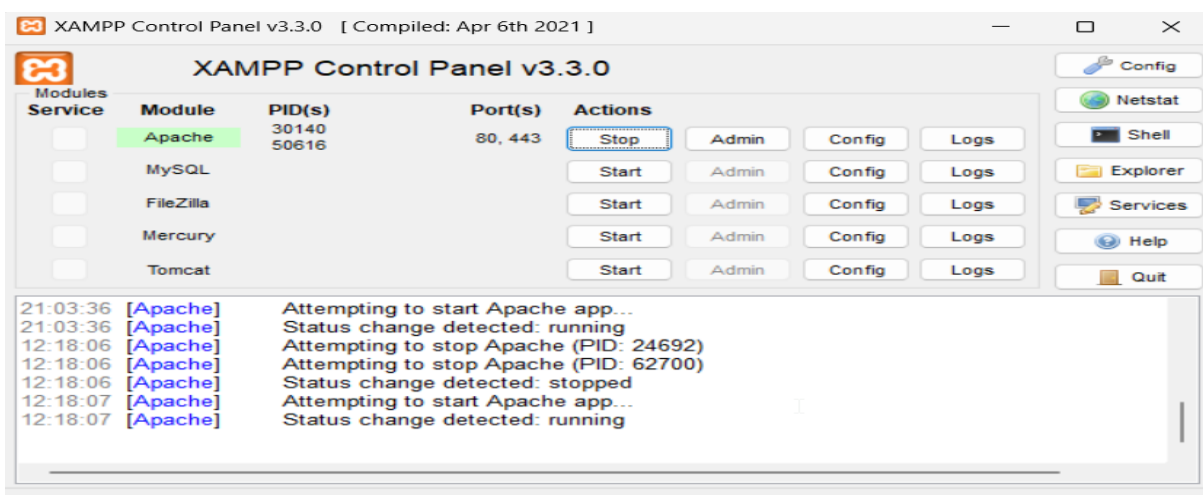 XAMPP Control Panel v3.3.0 [ Compiled: Apr 6th 2021 ]
XAMPP Control Panel v3.3.0
Config
Modules
Netstat
Service Module PID(s) Port(s) Actions
Apache 30140 50616 80, 443 Stop Admin Config Logs
Shell
MySQL Start Admin Config Logs
Explorer
FileZilla Start Admin Config Logs
Services
Mercury Start Admin Config Logs
Help
Tomcat Start Admin Config Logs
Quit
21:03:36 [Apache] Attempting to start Apache app...
21:03:36 [Apache] Status change detected: running
12:18:06 [Apache] Attempting to stop Apache (PID: 24692)
12:18:06 [Apache] Attempting to stop Apache (PID: 62700)
12:18:06 [Apache] Status change detected: stopped
12:18:07 [Apache] Attempting to start Apache app...
12:18:07 [Apache] Status change detected: running